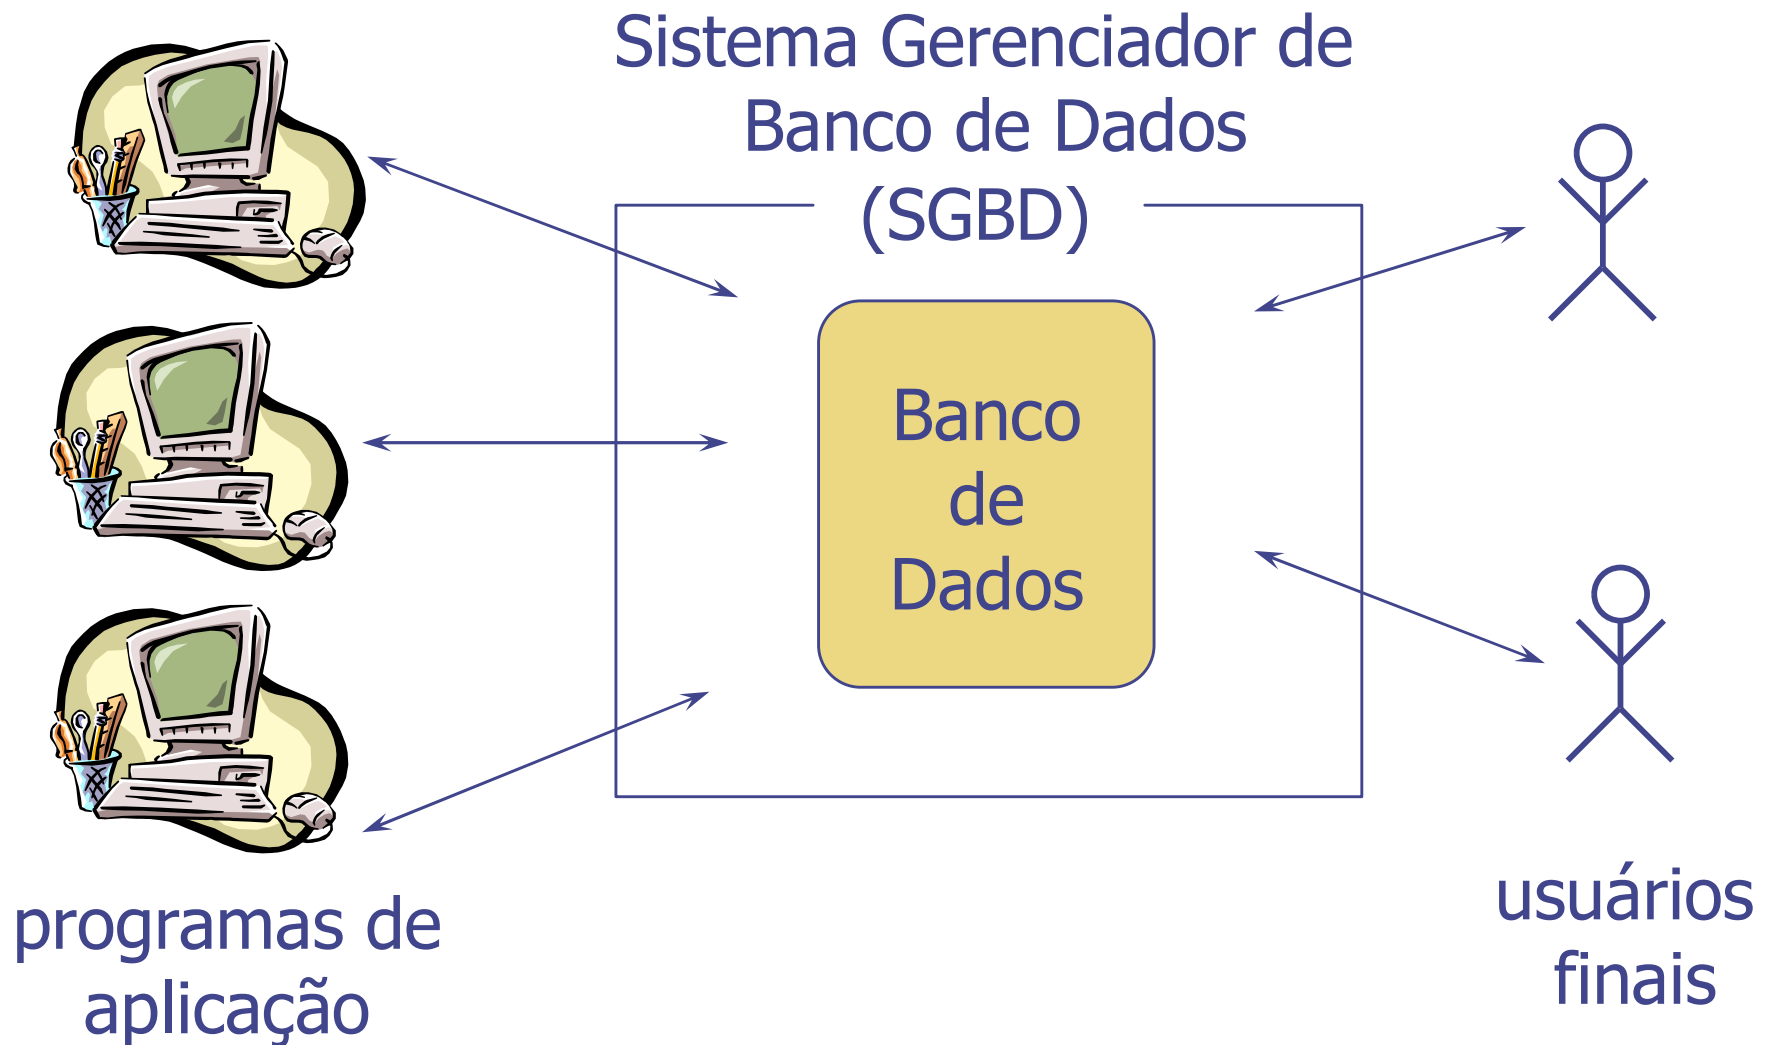 Sistema Gerenciador de
Banco de Dados
(SGBD)
Banco
de
Dados
programas de
aplicação
usuários
finais